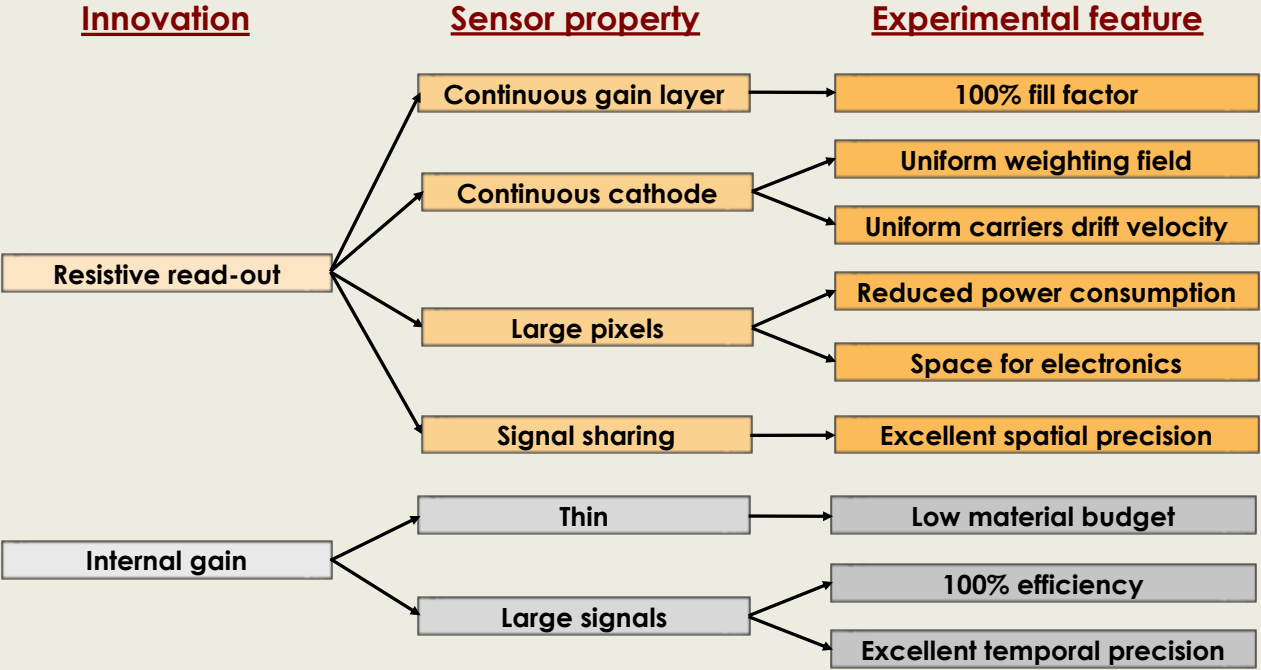 Innovation
Sensor property
Experimental feature
Continuous gain layer
100% fill factor
Uniform weighting field
Continuous cathode
Uniform carriers drift velocity
Resistive read-out
Reduced power consumption
Large pixels
Space for electronics
Signal sharing
Excellent spatial precision
Thin
Low material budget
Internal gain
100% efficiency
Large signals
Excellent temporal precision